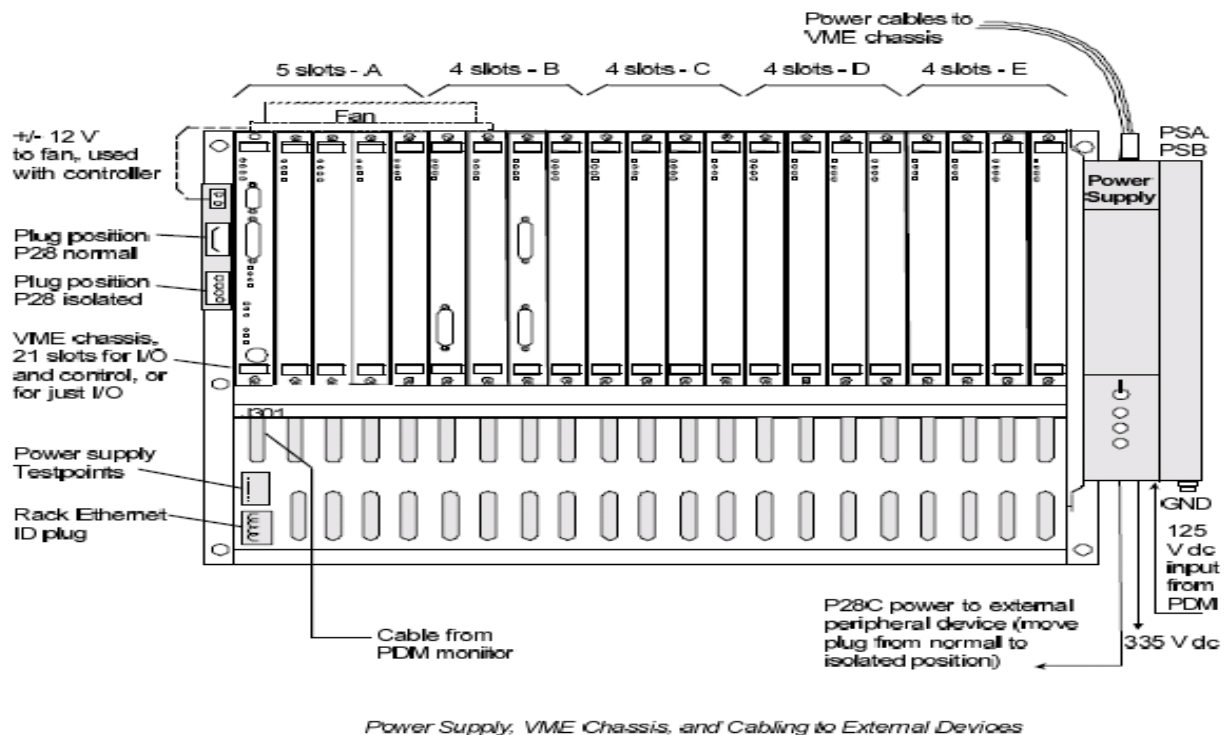 Power cables to
VME chassis
5 slots - A
4 slots - B
4 slots - C
4 slots - D
4 slots - E
Fan
+/- 12 V
to fan, used
with controller
PSA
PSB
Power
Supply
Plug position
P28 normal
Plug position
P28 isolated
VME chassis,
21 slots for I/O
and control, or
for just I/O
J301
Power supply
Testpoints
Rack Ethernet
ID plug
GND
125
V dc
input
from
PDM
Cable from
PDM monitor
P28C power to external
peripheral device (move
plug from normal to
isolated position)
335 V dc
Power Supply, VME Chassis, and Cabling to External Devices